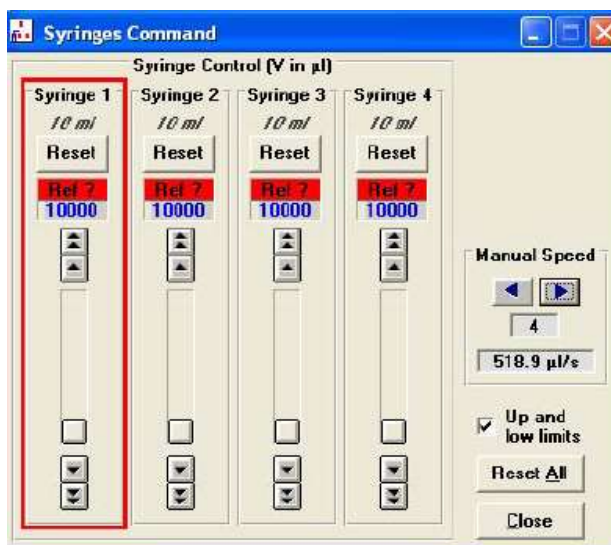 Syringes Command
Syringe Control (V in µl)
Syringe 1
10 ml
Reset
Ref ?
10000
Syringe 2
10 ml
Reset
Ref ?
10000
Syringe 3
10 ml
Reset
Ref ?
10000
Syringe 4
10 ml
Reset
Ref ?
10000
Manual Speed
4
518.9 µl/s
Up and
low limits
Reset All
Close